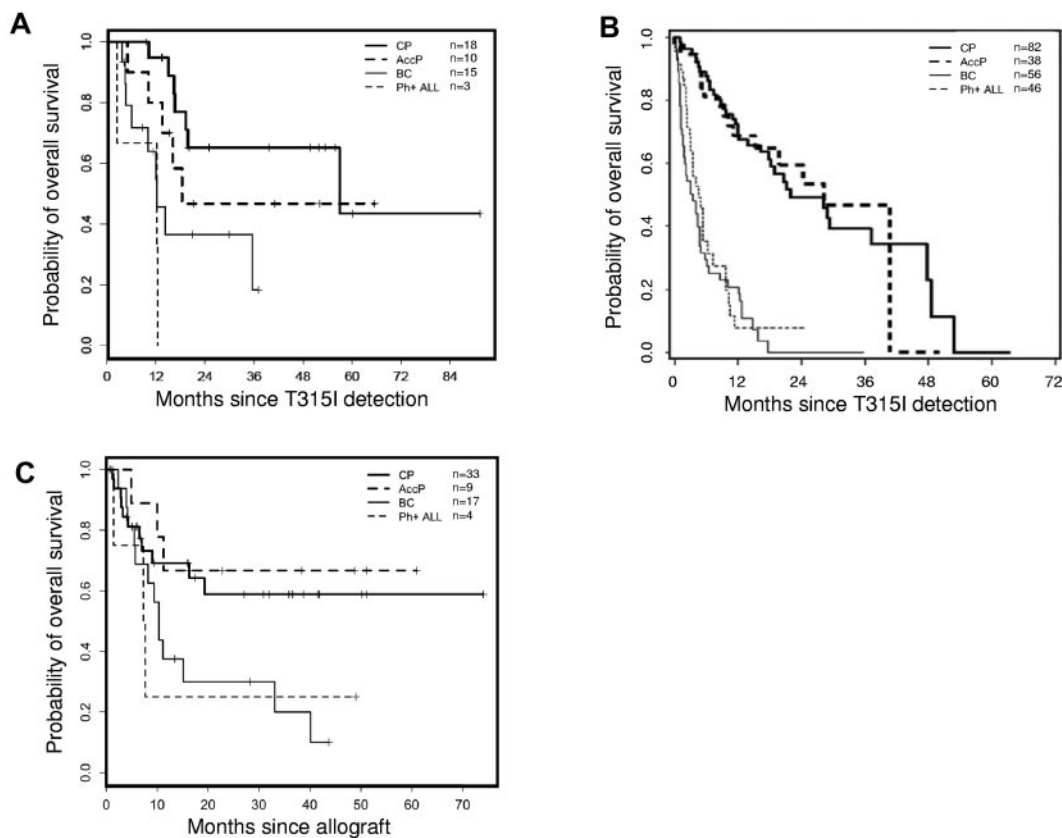 A
Probability of overall survival
1.0
0.8
0.6
0.4
0.2
0.0
CP n=18
AccP n=10
BC n=15
Ph+ ALL n=3
0 12 24 36 48 60 72 84
Months since T315I detection
B
Probability of overall survival
1.0
0.8
0.6
0.4
0.2
0.0
CP n=82
AccP n=38
BC n=56
Ph+ ALL n=46
0 12 24 36 48 60 72
Months since T315I detection
C
Probability of overall survival
1.0
0.8
0.6
0.4
0.2
0.0
CP n=33
AccP n=9
BC n=17
Ph+ ALL n=4
0 10 20 30 40 50 60 70
Months since allograft